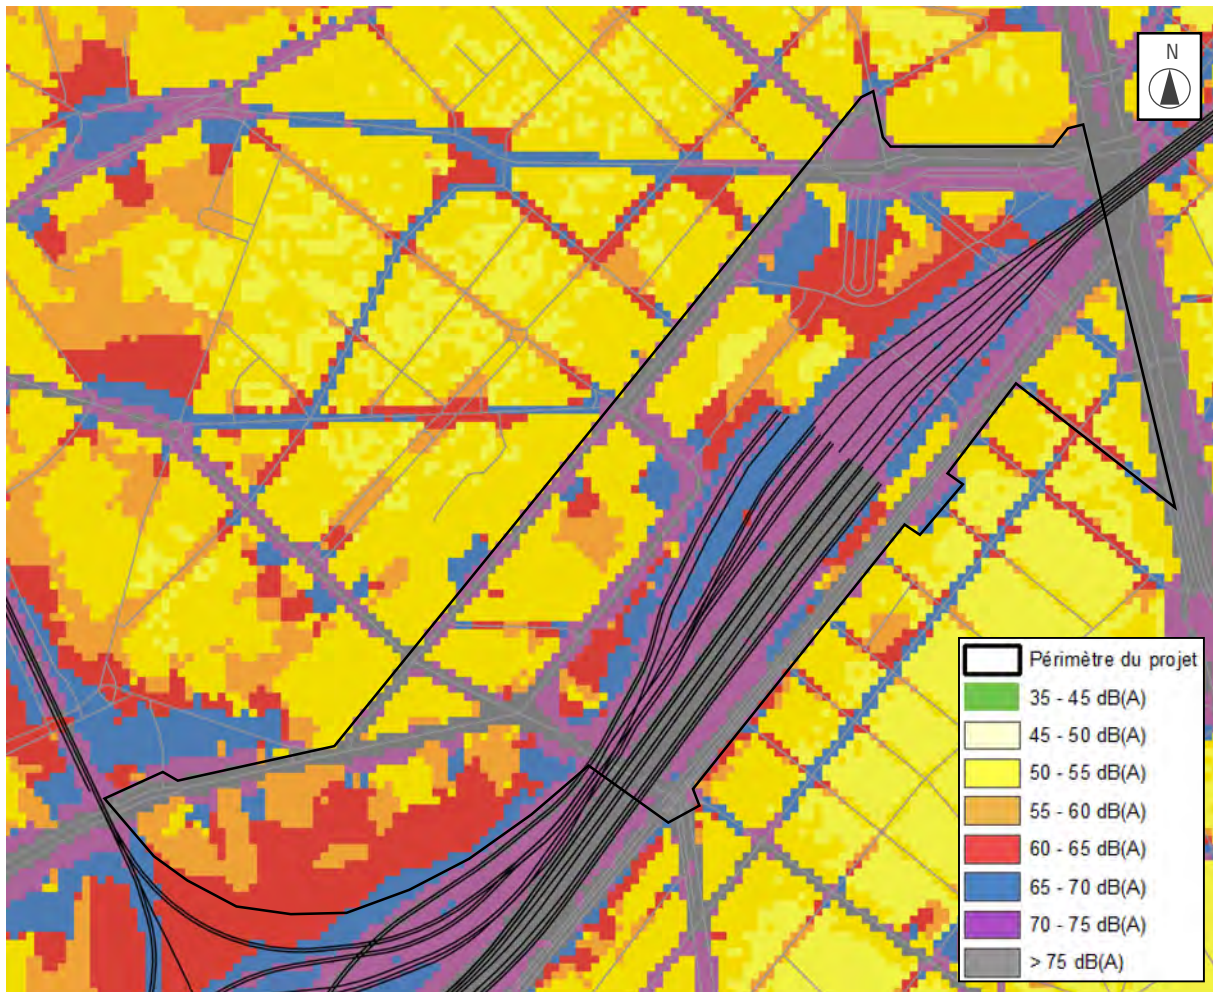 N
Périmètre du projet
35 - 45 dB(A)
45 - 50 dB(A)
50 - 55 dB(A)
55 - 60 dB(A)
60 - 65 dB(A)
65 - 70 dB(A)
70 - 75 dB(A)
> 75 dB(A)